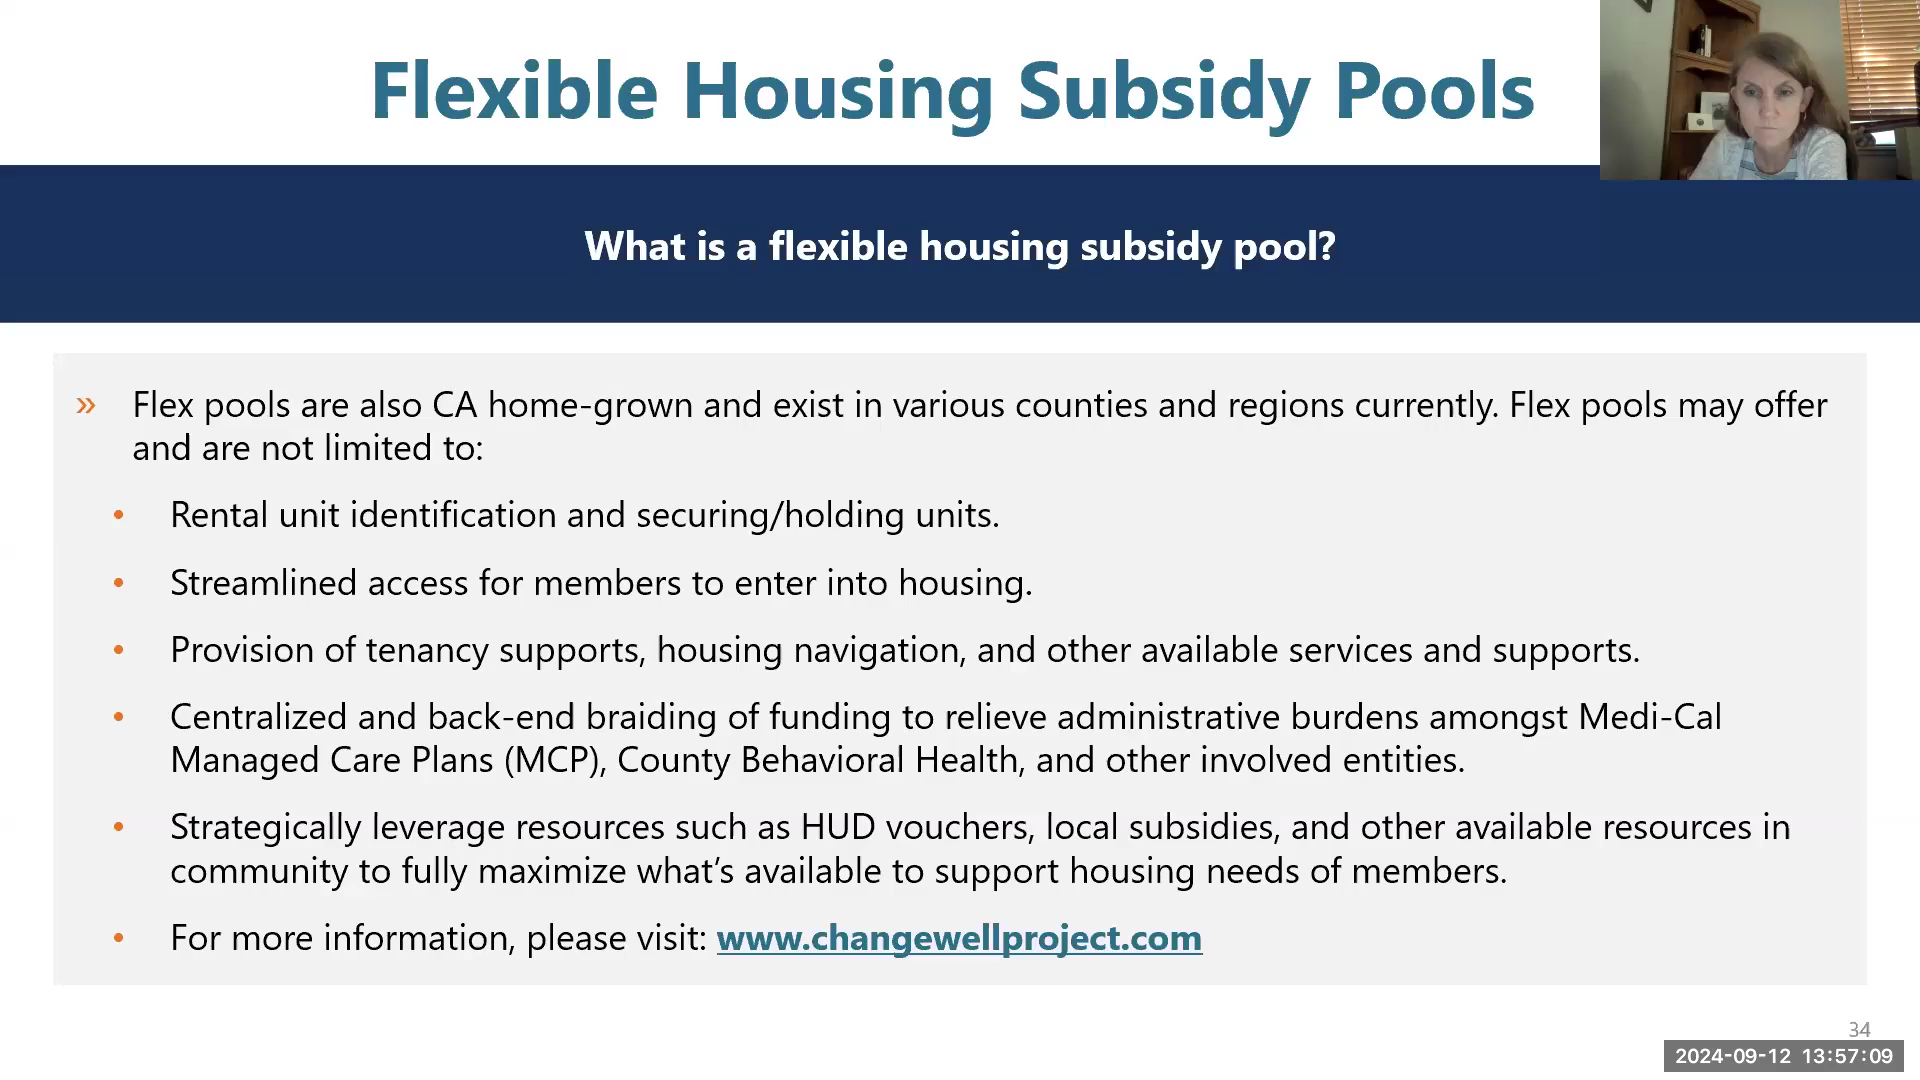 Flexible Housing Subsidy Pools
What is a flexible housing subsidy pool?
» Flex pools are also CA home-grown and exist in various counties and regions currently. Flex pools may offer
and are not limited to:
• Rental unit identification and securing/holding units.
• Streamlined access for members to enter into housing.
• Provision of tenancy supports, housing navigation, and other available services and supports.
• Centralized and back-end braiding of funding to relieve administrative burdens amongst Medi-Cal
Managed Care Plans (MCP), County Behavioral Health, and other involved entities.
• Strategically leverage resources such as HUD vouchers, local subsidies, and other available resources in
community to fully maximize what’s available to support housing needs of members.
• For more information, please visit: www.changewellproject.com
34
2024-09-12 13:57:09